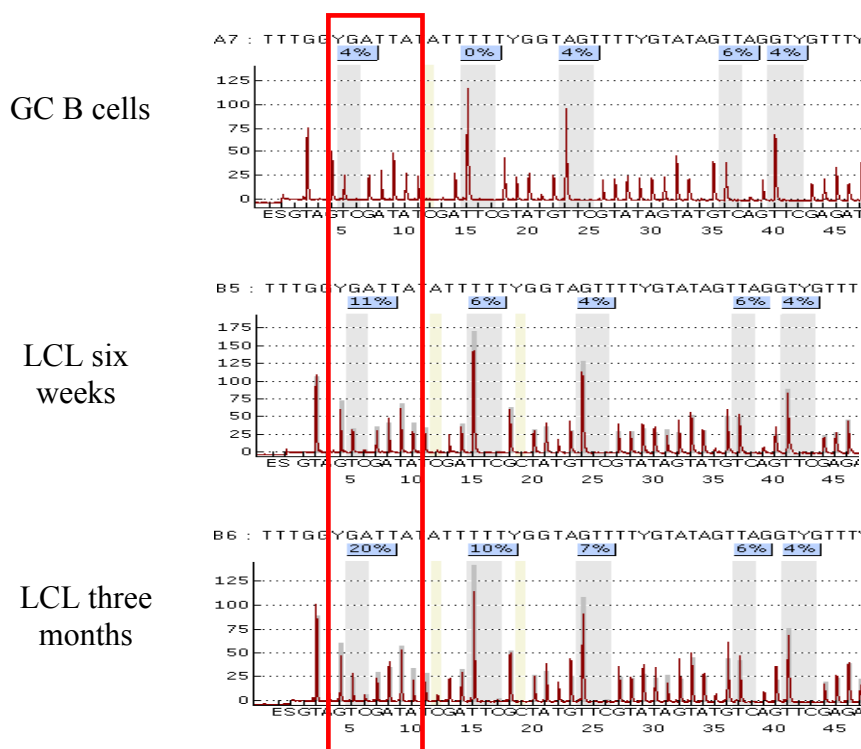 A7 : TTTGGYGATTATATTTTTYGGTAGTTTTYGTATAGTTAGGTYGTTTY
4% 0% 4% 6% 4%
GC B cells
125
100
75
50
25
0
ESGTAGTCGATATCGATTCGTATGTTCGTATAGTATGTCAGTTCGAGAT
5 10 15 20 25 30 35 40 45
B5 : TTTGGYGATTATATTTTTYGGTAGTTTTYGTATAGTTAGGTYGTTT
11% 6% 4% 6% 4%
LCL six
weeks
175
150
125
100
75
50
25
0
ESGTAGTCGATATCGATTCGCTATGTTCGTATAGTATGTCAGTTCGAGA
5 10 15 20 25 30 35 40 45
B6 : TTTGGYGATTATATTTTTYGGTAGTTTTYGTATAGTTAGGTYGTTTY
20% 10% 7% 6% 4%
LCL three
months
125
100
75
50
25
0
ESGTAGTCGATATCGATTCGCTATGTTCGTATAGTATGTCAGTTCGAGA
5 10 15 20 25 30 35 40 45